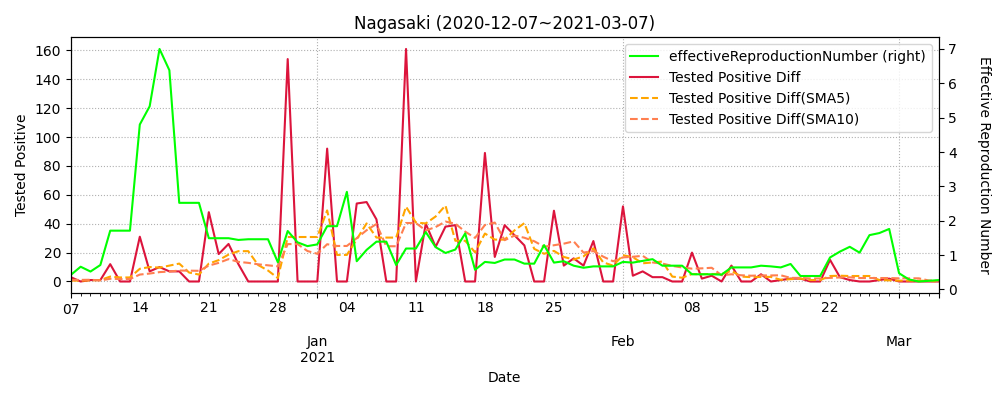 Nagasaki (2020-12-07~2021-03-07)
effectiveReproductionNumber (right)
Tested Positive Diff
Tested Positive Diff(SMA5)
Tested Positive Diff(SMA10)
Tested Positive
160
140
120
100
80
60
40
20
0
7
6
5
4
3
2
1
0
Effective Reproduction Number
07 14 21 28 04 11 18 25 08 15 22
Jan Feb Mar
2021
Date